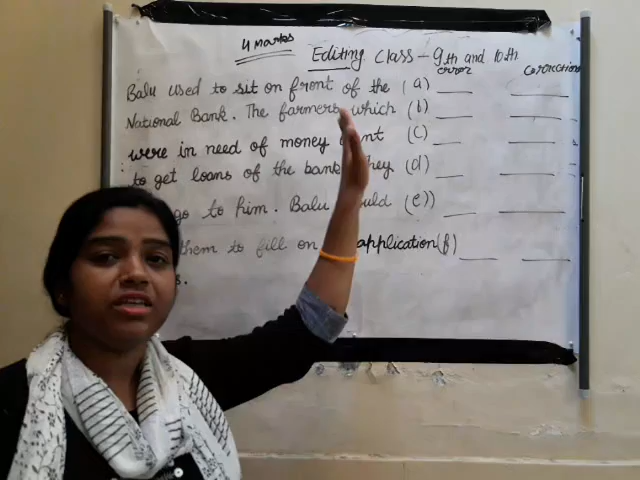 4 marks
Editing class - 9th and 10th
error correction
Balu used to sit on front of the (a)
National Bank. The farmers which (b)
were in need of money (c)
to get loans of the bank. They (d)
go to him. Balu (e))
them to fill on application (f)